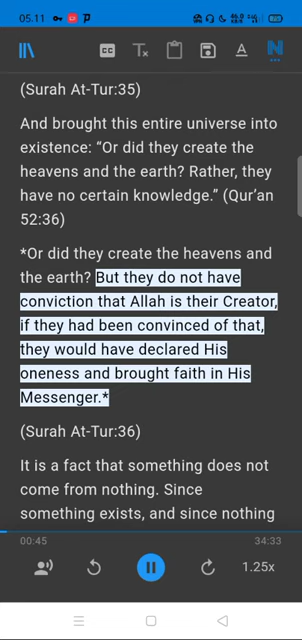 05.11
CC
(Surah At-Tur:35)
And brought this entire universe into
existence: “Or did they create the
heavens and the earth? Rather, they
have no certain knowledge.” (Qur’an
52:36)
*Or did they create the heavens and
the earth? But they do not have
conviction that Allah is their Creator,
if they had been convinced of that,
they would have declared His
oneness and brought faith in His
Messenger.*
(Surah At-Tur:36)
It is a fact that something does not
come from nothing. Since
something exists, and since nothing
00:45
34:33
1.25x